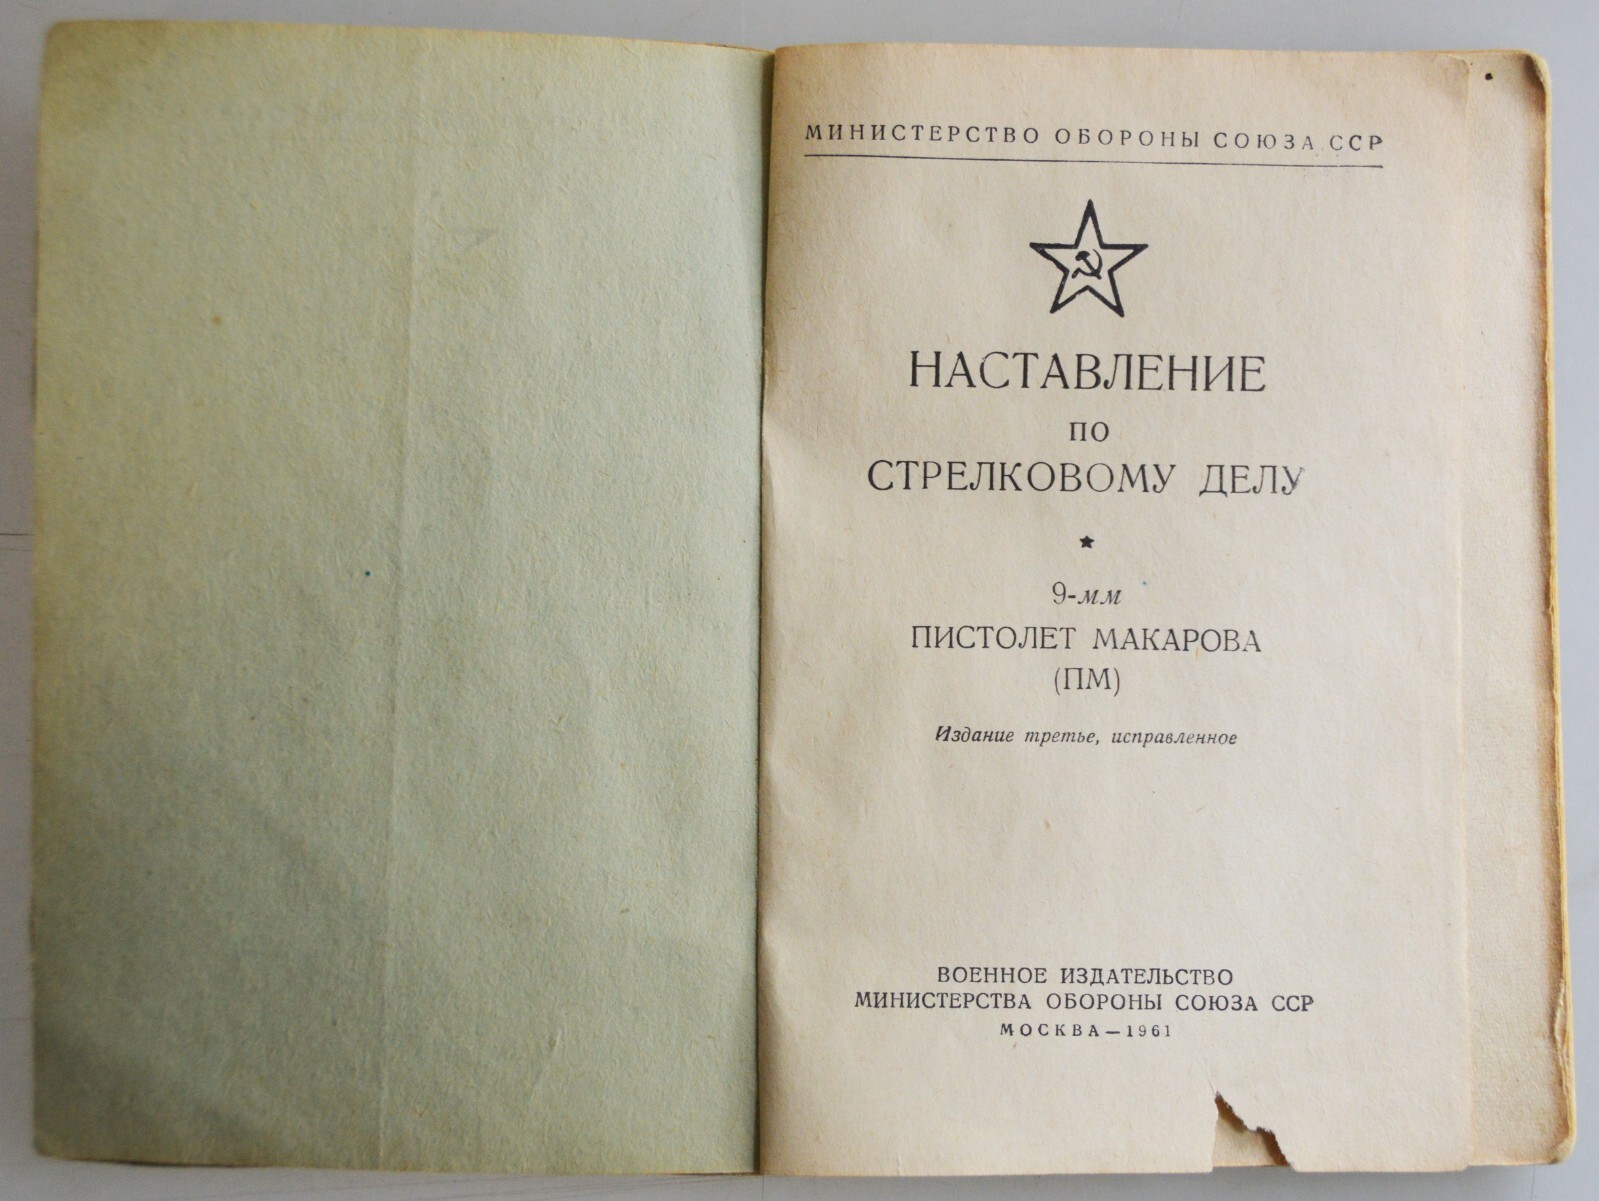 МИНИСТЕРСТВО ОБОРОНЫ СОЮЗА ССР
НАСТАВЛЕНИЕ
ПО
СТРЕЛКОВОМУ ДЕЛУ
9-мм
ПИСТОЛЕТ МАКАРОВА
(ПМ)
Издание третье, исправленное
ВОЕННОЕ ИЗДАТЕЛЬСТВО
МИНИСТЕРСТВА ОБОРОНЫ СОЮЗА ССР
МОСКВА — 1961